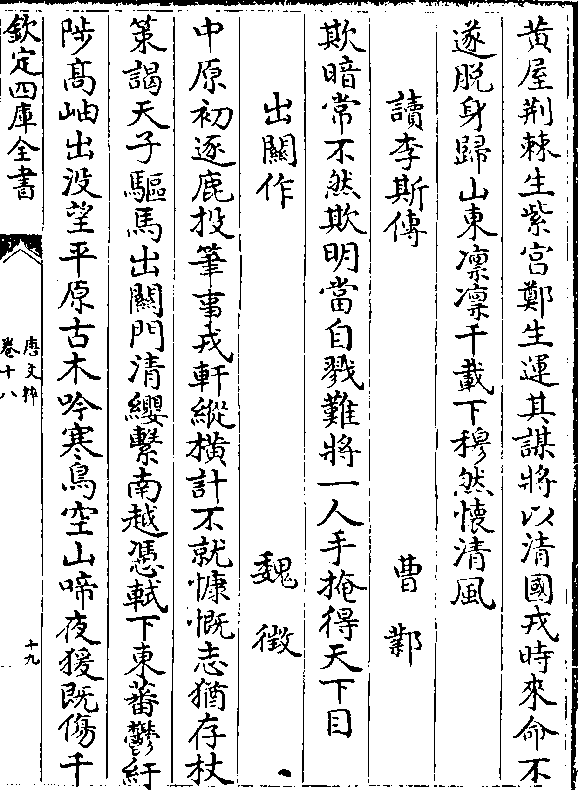 黄屋荆棘生紫宫鄭生運其謀將以清國戎時來命不
遂脱身歸山東凛凛千載下穆然懷清風
讀李斯傳 曹鄴
欺暗常不然欺明當自戮難將一人手掩得天下目
出關作 魏徵
中原初逐鹿投筆事戎軒縱横計不就慷慨志猶存杖
策謁天子驅馬出關門清纓繫南越憑軾下東蕃鬱紆
陟髙岫出没望平原古木吟寒鳥空山啼夜猨既傷千
欽定四庫全書
唐文粹
卷十八
十九